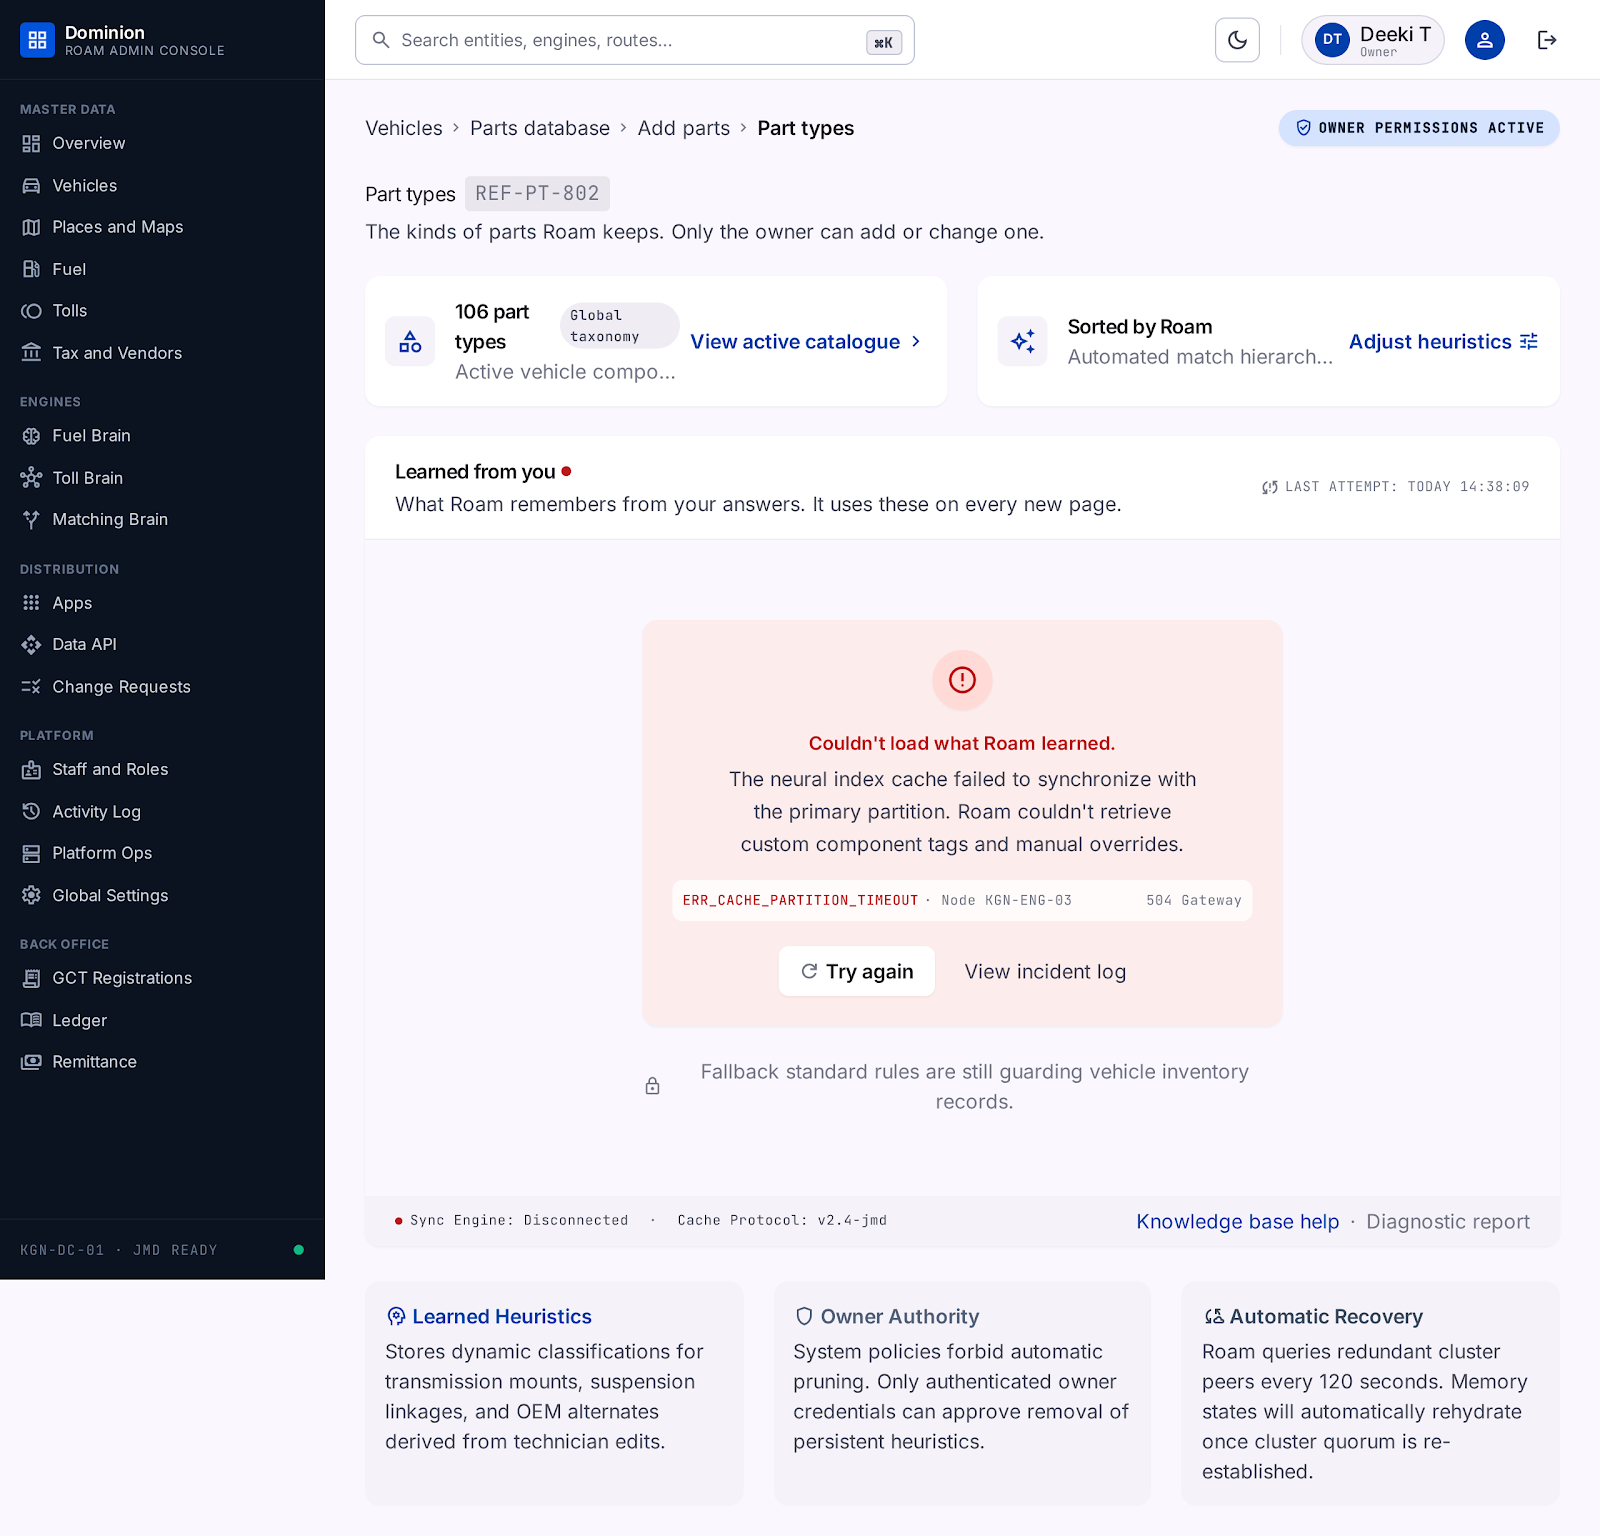 Dominion
ROAM ADMIN CONSOLE
MASTER DATA
Overview
Vehicles
Places and Maps
Fuel
Tolls
Tax and Vendors
ENGINES
Fuel Brain
Toll Brain
Matching Brain
DISTRIBUTION
Apps
Data API
Change Requests
PLATFORM
Staff and Roles
Activity Log
Platform Ops
Global Settings
BACK OFFICE
GCT Registrations
Ledger
Remittance
KGN-DC-01 · JMD READY
Search entities, engines, routes...
⌘K
DT
Deeki T
Owner
Vehicles › Parts database › Add parts › Part types
OWNER PERMISSIONS ACTIVE
Part types REF-PT-802
The kinds of parts Roam keeps. Only the owner can add or change one.
106 part
types
Global
taxonomy
Active vehicle compo...
View active catalogue
Sorted by Roam
Automated match hierarch...
Adjust heuristics
Learned from you
What Roam remembers from your answers. It uses these on every new page.
LAST ATTEMPT: TODAY 14:38:09
Couldn't load what Roam learned.
The neural index cache failed to synchronize with
the primary partition. Roam couldn't retrieve
custom component tags and manual overrides.
ERR_CACHE_PARTITION_TIMEOUT · Node KGN-ENG-03 504 Gateway
Try again
View incident log
Fallback standard rules are still guarding vehicle inventory
records.
Sync Engine: Disconnected · Cache Protocol: v2.4-jmd
Knowledge base help · Diagnostic report
Learned Heuristics
Stores dynamic classifications for
transmission mounts, suspension
linkages, and OEM alternates
derived from technician edits.
Owner Authority
System policies forbid automatic
pruning. Only authenticated owner
credentials can approve removal of
persistent heuristics.
Automatic Recovery
Roam queries redundant cluster
peers every 120 seconds. Memory
states will automatically rehydrate
once cluster quorum is re-
established.